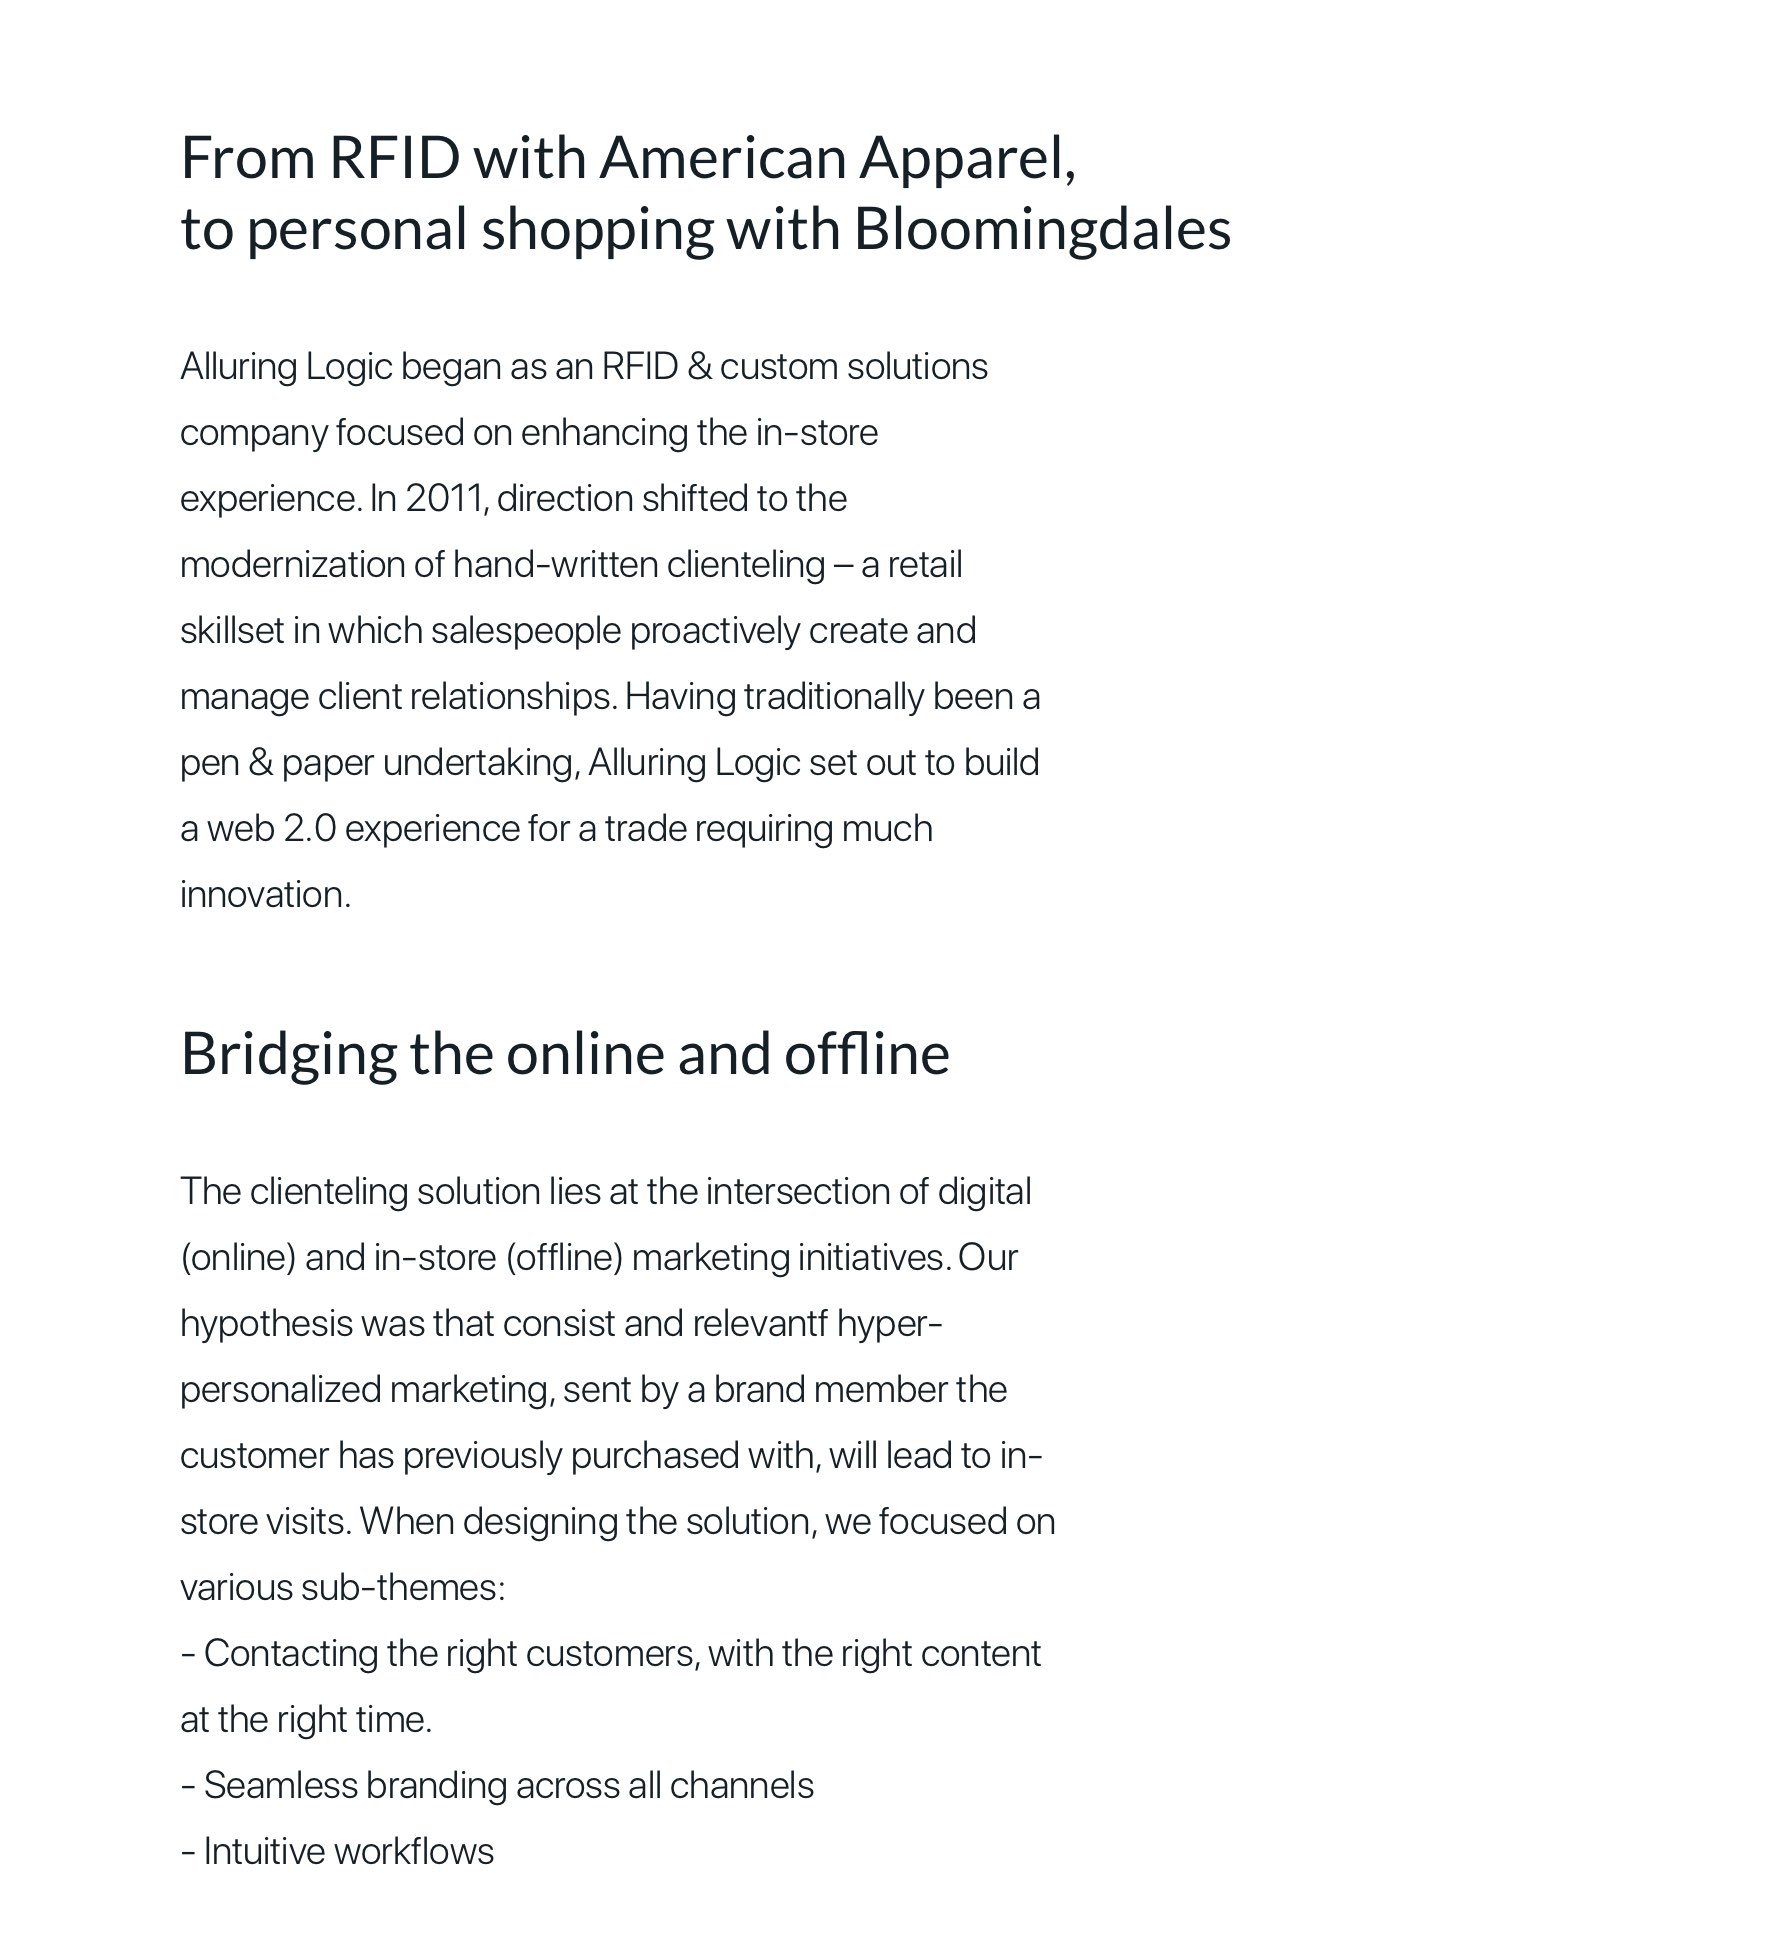 From RFID with American Apparel,
to personal shopping with Bloomingdales
Alluring Logic began as an RFID & custom solutions
company focused on enhancing the in-store
experience. In 2011, direction shifted to the
modernization of hand-written clienteling – a retail
skillset in which salespeople proactively create and
manage client relationships. Having traditionally been a
pen & paper undertaking, Alluring Logic set out to build
a web 2.0 experience for a trade requiring much
innovation.
Bridging the online and offline
The clienteling solution lies at the intersection of digital
(online) and in-store (offline) marketing initiatives. Our
hypothesis was that consist and relevantf hyper-
personalized marketing, sent by a brand member the
customer has previously purchased with, will lead to in-
store visits. When designing the solution, we focused on
various sub-themes:
- Contacting the right customers, with the right content
at the right time.
- Seamless branding across all channels
- Intuitive workflows